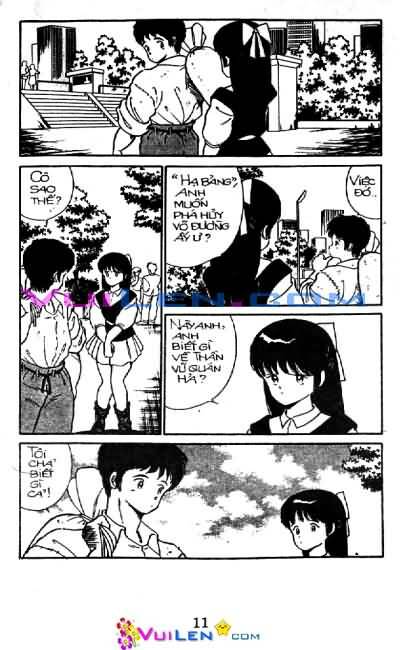 "HẠ BẢNG",
ANH
MUỐN
PHÁ HỦY
VÕ ĐƯỜNG
ẤY Ư?
VIỆC
ĐÓ..
CÓ
SAO
THẾ?
VUILEN.COM
NÀY ANH,
ANH
BIẾT GÌ
VỀ THẦN
VŨ QUÁN
HẢ?
TÔI
CHẢ
BIẾT
GÌ
CẢ!
11
VUILEN COM